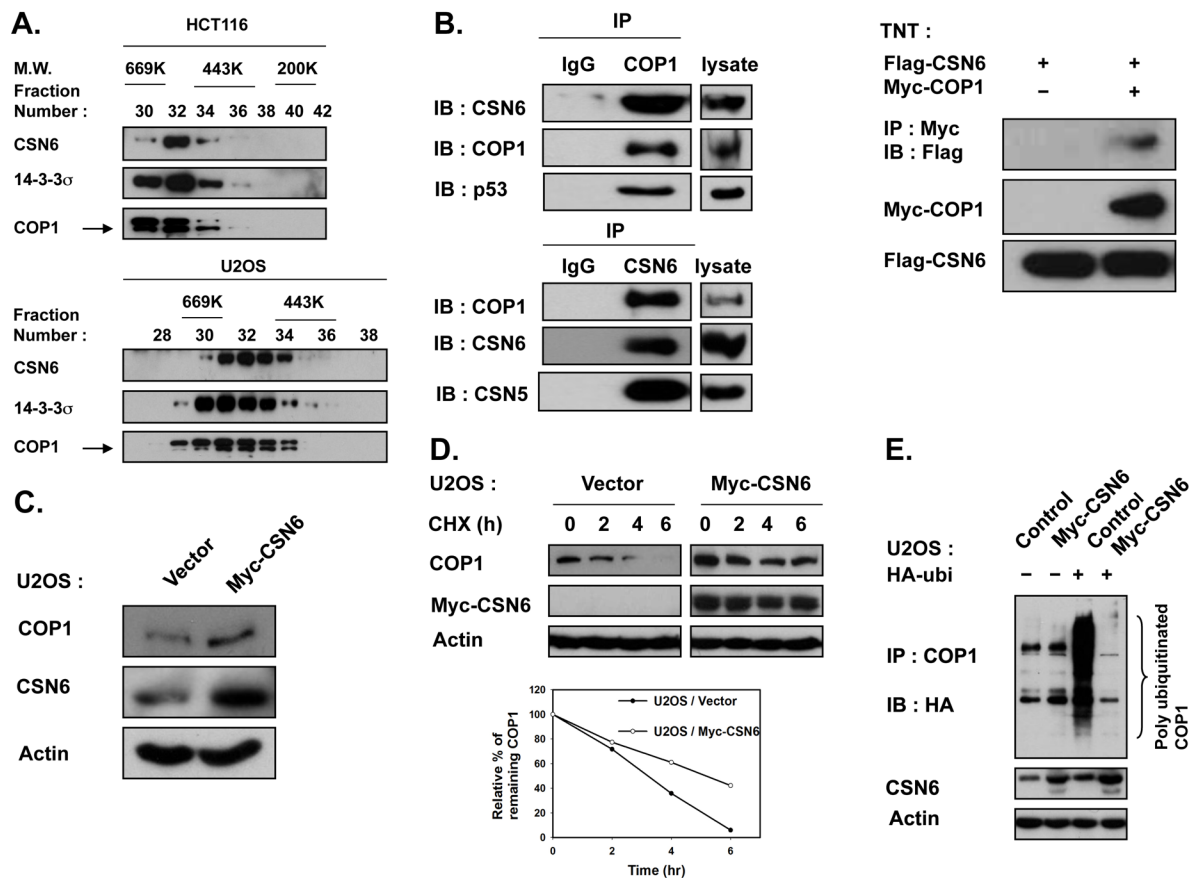 A.
HCT116
M.W. 669K 443K 200K
Fraction
Number : 30 32 34 36 38 40 42
CSN6
14-3-3σ
COP1
U2OS
669K 443K
Fraction
Number : 28 30 32 34 36 38
CSN6
14-3-3σ
COP1
B.
IP
IgG COP1 lysate
IB : CSN6
IB : COP1
IB : p53
IP
IgG CSN6 lysate
IB : COP1
IB : CSN6
IB : CSN5
TNT :
Flag-CSN6 + +
Myc-COP1 – +
IP : Myc
IB : Flag
Myc-COP1
Flag-CSN6
C.
U2OS : Vector Myc-CSN6
COP1
CSN6
Actin
D.
U2OS : Vector Myc-CSN6
CHX (h) 0 2 4 6 0 2 4 6
COP1
Myc-CSN6
Actin
120
100
80
60
40
20
0
0 2 4 6
Relative % of
remaining COP1
Time (hr)
U2OS / Vector
U2OS / Myc-CSN6
E.
U2OS : Control Myc-CSN6 Control Myc-CSN6
HA-ubi – – + +
IP : COP1
IB : HA
Poly ubiquitinated
COP1
CSN6
Actin